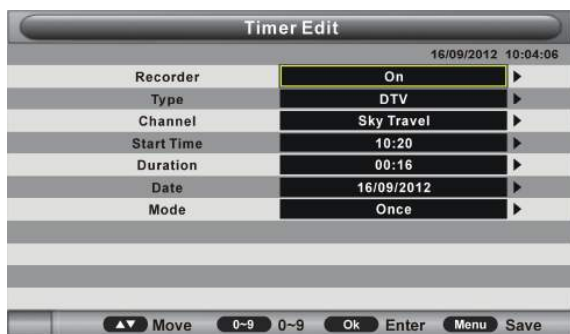 Timer Edit
16/09/2012 10:04:06
Recorder On
Type DTV
Channel Sky Travel
Start Time 10:20
Duration 00:16
Date 16/09/2012
Mode Once
Move 0~9 0~9 Ok Enter Menu Save